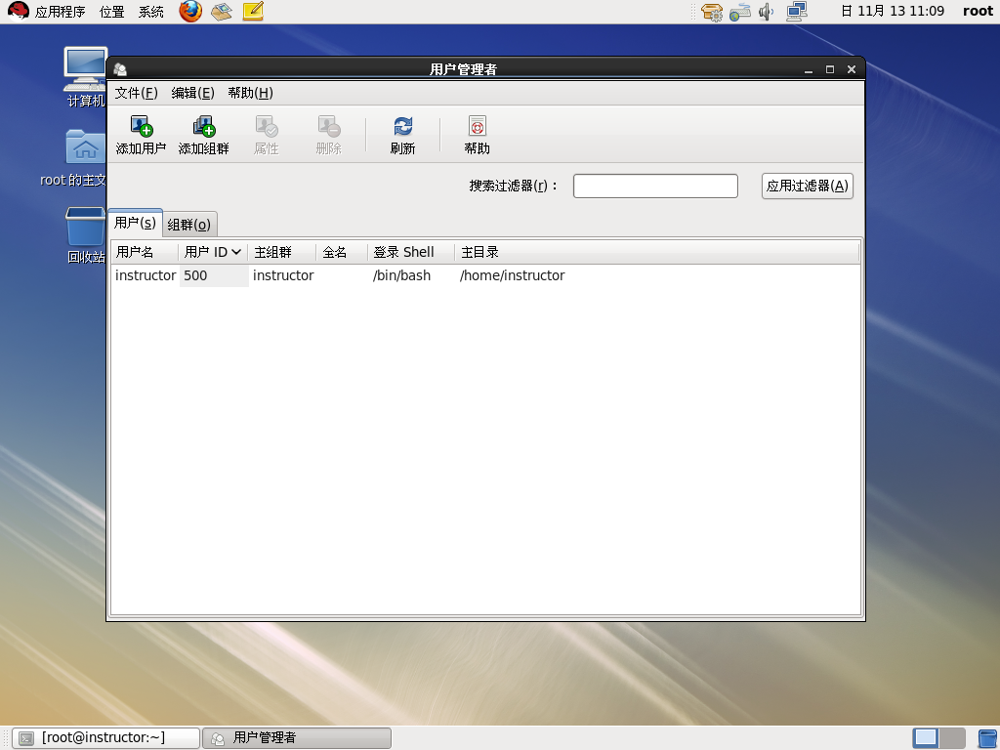 应用程序 位置 系统 日 11月 13 11:09 root
计算机
root 的主文
回收站
用户管理者
文件(F) 编辑(E) 帮助(H)
添加用户 添加组群 属性 删除 刷新 帮助
搜索过滤器(r)： 应用过滤器(A)
用户(s) 组群(o)
用户名 用户 ID 主组群 全名 登录 Shell 主目录
instructor 500 instructor /bin/bash /home/instructor
[root@instructor:~] 用户管理者